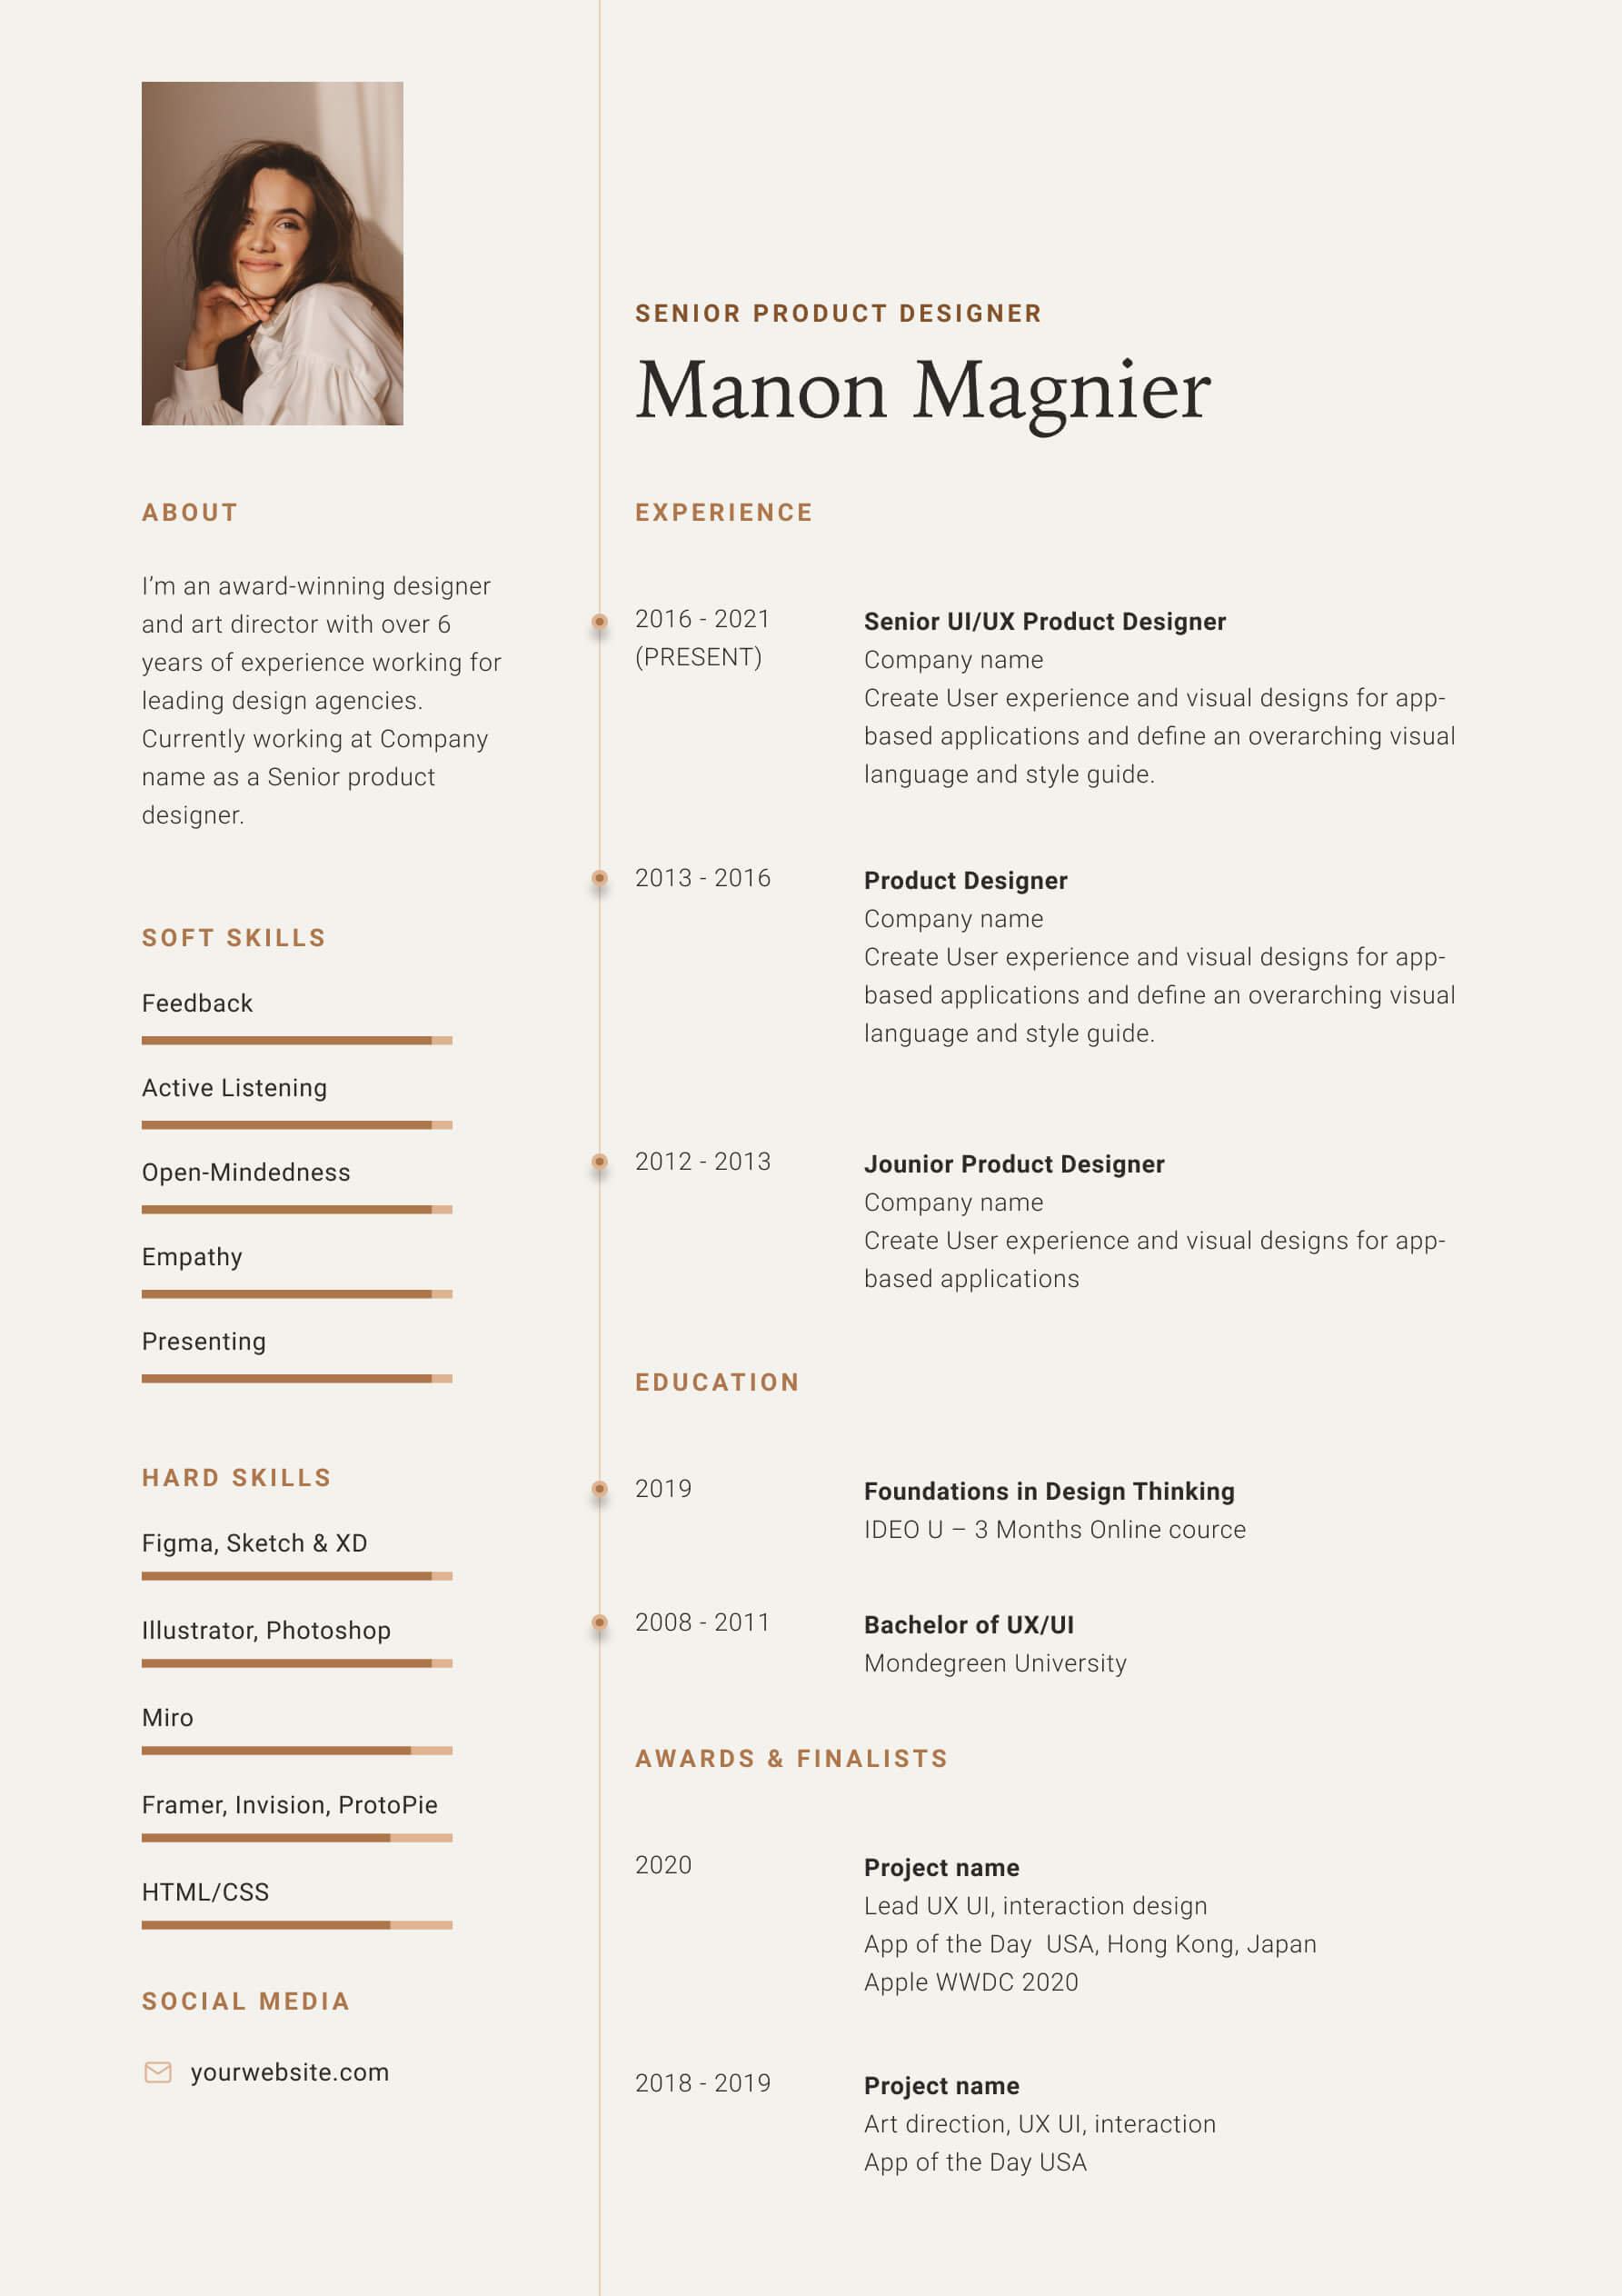 SENIOR PRODUCT DESIGNER
Manon Magnier
ABOUT
I’m an award-winning designer
and art director with over 6
years of experience working for
leading design agencies.
Currently working at Company
name as a Senior product
designer.
SOFT SKILLS
Feedback
Active Listening
Open-Mindedness
Empathy
Presenting
HARD SKILLS
Figma, Sketch & XD
Illustrator, Photoshop
Miro
Framer, Invision, ProtoPie
HTML/CSS
SOCIAL MEDIA
yourwebsite.com
EXPERIENCE
2016 - 2021
(PRESENT)
Senior UI/UX Product Designer
Company name
Create User experience and visual designs for app-
based applications and define an overarching visual
language and style guide.
2013 - 2016
Product Designer
Company name
Create User experience and visual designs for app-
based applications and define an overarching visual
language and style guide.
2012 - 2013
Jounior Product Designer
Company name
Create User experience and visual designs for app-
based applications
EDUCATION
2019
Foundations in Design Thinking
IDEO U – 3 Months Online cource
2008 - 2011
Bachelor of UX/UI
Mondegreen University
AWARDS & FINALISTS
2020
Project name
Lead UX UI, interaction design
App of the Day  USA, Hong Kong, Japan
Apple WWDC 2020
2018 - 2019
Project name
Art direction, UX UI, interaction
App of the Day USA